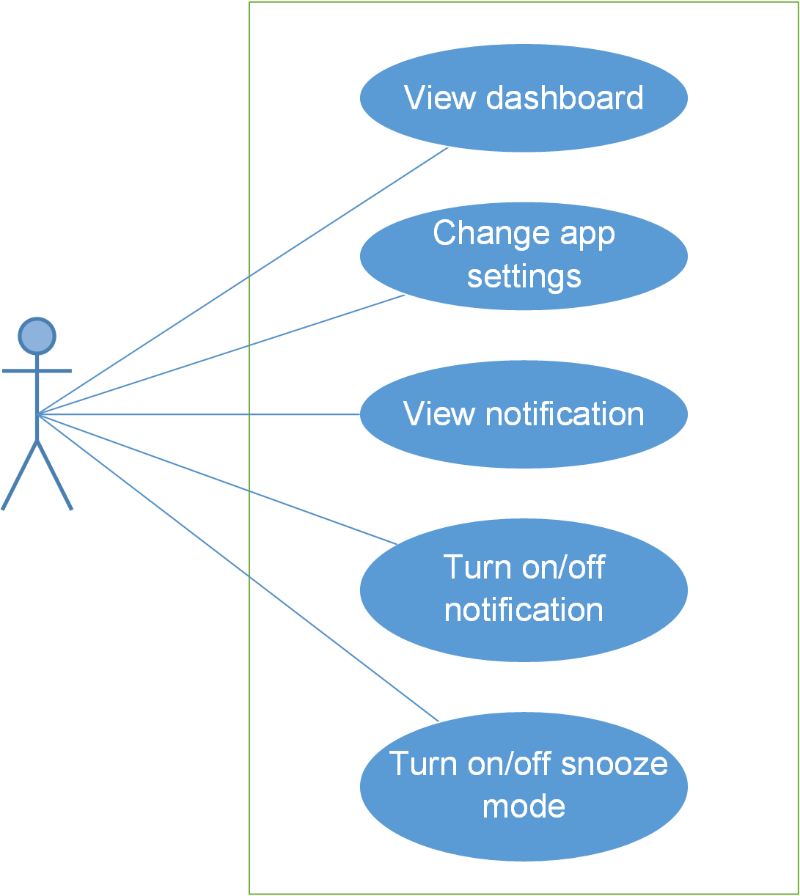 View dashboard
Change app
settings
View notification
Turn on/off
notification
Turn on/off snooze
mode